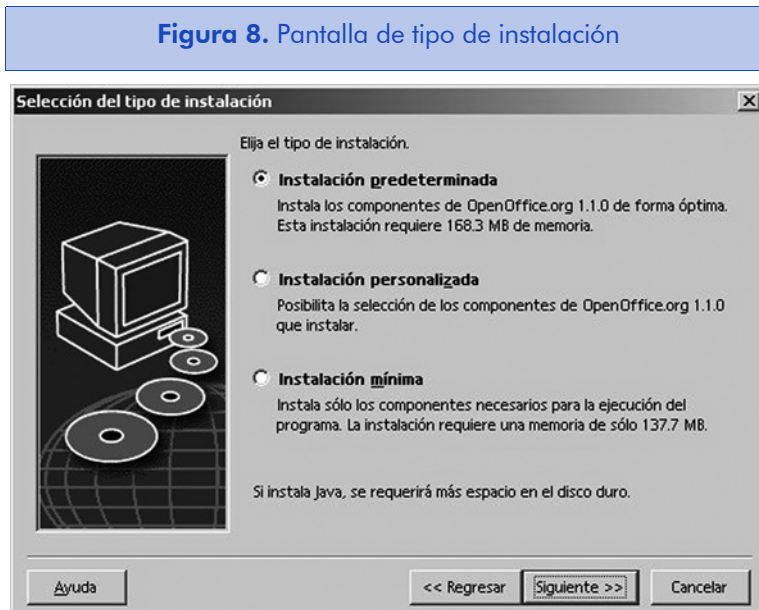 Figura 8. Pantalla de tipo de instalación
Selección del tipo de instalación
Elija el tipo de instalación.
Instalación predeterminada
Instala los componentes de OpenOffice.org 1.1.0 de forma óptima.
Esta instalación requiere 168.3 MB de memoria.
Instalación personalizada
Posibilita la selección de los componentes de OpenOffice.org 1.1.0
que instalar.
Instalación mínima
Instala sólo los componentes necesarios para la ejecución del
programa. La instalación requiere una memoria de sólo 137.7 MB.
Si instala Java, se requerirá más espacio en el disco duro.
Ayuda
<< Regresar
Siguiente >>
Cancelar